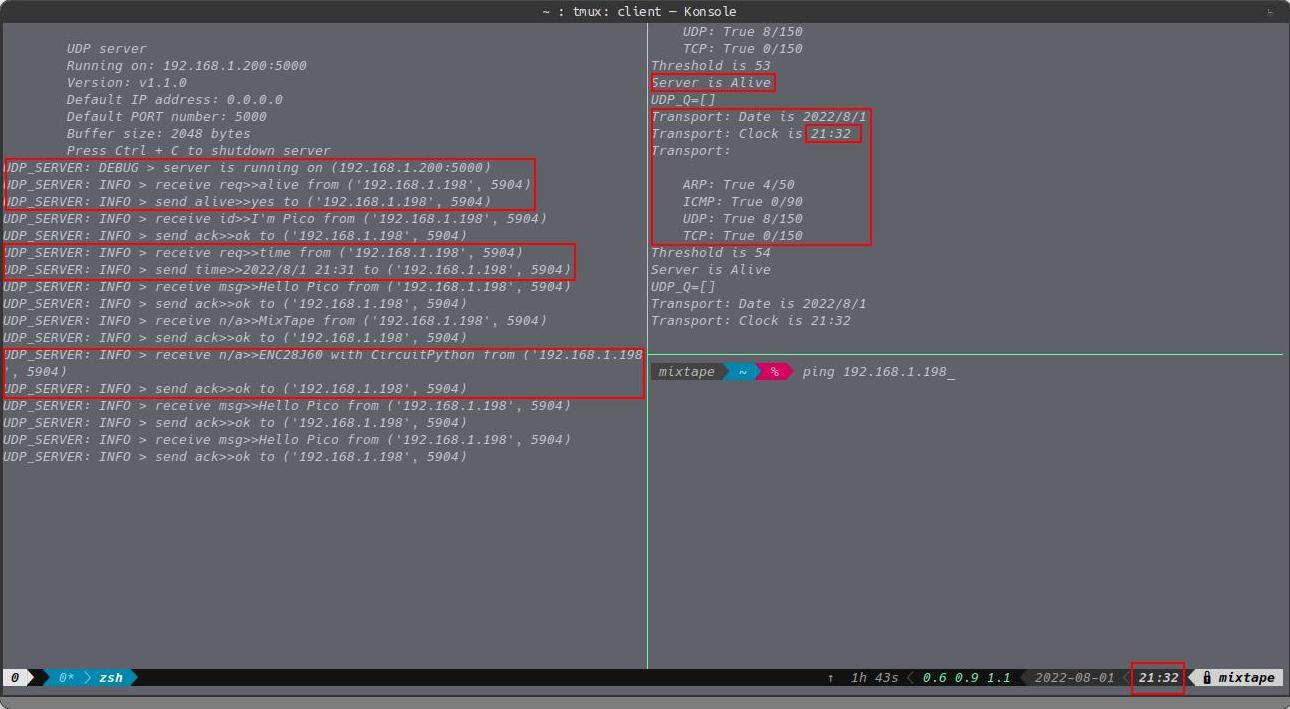 ~ : tmux: client — Konsole
UDP server
Running on: 192.168.1.200:5000
Version: v1.1.0
Default IP address: 0.0.0.0
Default PORT number: 5000
Buffer size: 2048 bytes
Press Ctrl + C to shutdown server
UDP_SERVER: DEBUG > server is running on (192.168.1.200:5000)
UDP_SERVER: INFO > receive req>>alive from ('192.168.1.198', 5904)
UDP_SERVER: INFO > send alive>>yes to ('192.168.1.198', 5904)
UDP_SERVER: INFO > receive id>>I'm Pico from ('192.168.1.198', 5904)
UDP_SERVER: INFO > send ack>>ok to ('192.168.1.198', 5904)
UDP_SERVER: INFO > receive req>>time from ('192.168.1.198', 5904)
UDP_SERVER: INFO > send time>>2022/8/1 21:31 to ('192.168.1.198', 5904)
UDP_SERVER: INFO > receive msg>>Hello Pico from ('192.168.1.198', 5904)
UDP_SERVER: INFO > send ack>>ok to ('192.168.1.198', 5904)
UDP_SERVER: INFO > receive n/a>>MixTape from ('192.168.1.198', 5904)
UDP_SERVER: INFO > send ack>>ok to ('192.168.1.198', 5904)
UDP_SERVER: INFO > receive n/a>>ENC28J60 with CircuitPython from ('192.168.1.198
', 5904)
UDP_SERVER: INFO > send ack>>ok to ('192.168.1.198', 5904)
UDP_SERVER: INFO > receive msg>>Hello Pico from ('192.168.1.198', 5904)
UDP_SERVER: INFO > send ack>>ok to ('192.168.1.198', 5904)
UDP_SERVER: INFO > receive msg>>Hello Pico from ('192.168.1.198', 5904)
UDP_SERVER: INFO > send ack>>ok to ('192.168.1.198', 5904)
UDP: True 8/150
TCP: True 0/150
Threshold is 53
Server is Alive
UDP_Q=[]
Transport: Date is 2022/8/1
Transport: Clock is 21:32
Transport:
ARP: True 4/50
ICMP: True 0/90
UDP: True 8/150
TCP: True 0/150
Threshold is 54
Server is Alive
UDP_Q=[]
Transport: Date is 2022/8/1
Transport: Clock is 21:32
mixtape ~ % ping 192.168.1.198_
0 0* zsh ↑ 1h 43s 0.6 0.9 1.1 2022-08-01 21:32 mixtape